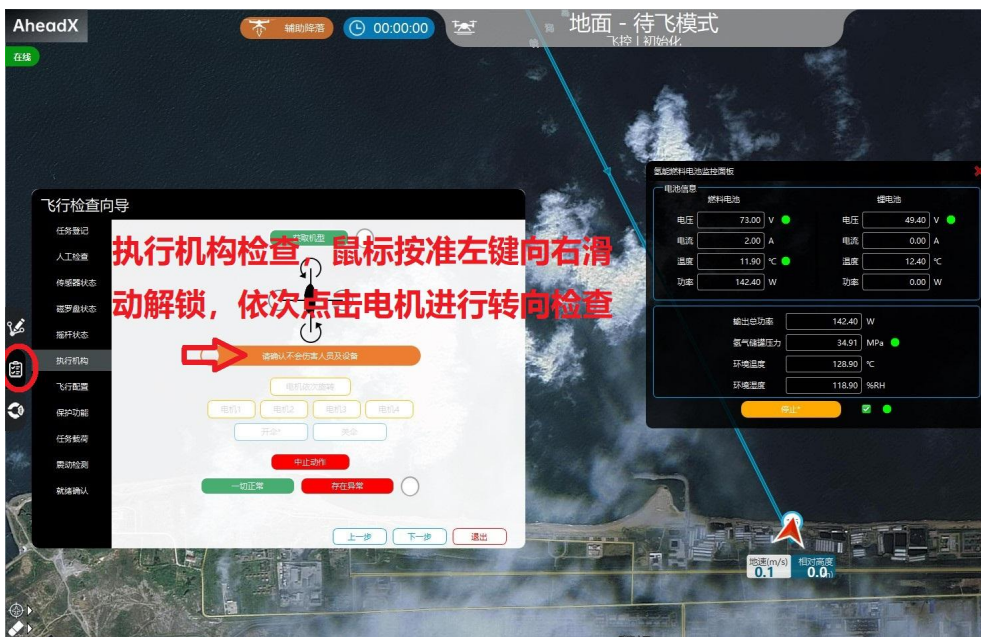 AheadX
辅助降落
00:00:00
地面 - 待飞模式
飞控 | 初始化
在线
氢能燃料电池监控面板
电池信息
燃料电池
锂电池
电压 73.00 V
电压 49.40 V
电流 2.00 A
电流 0.00 A
温度 11.90 ℃
温度 12.40 ℃
功率 142.40 W
功率 0.00 W
输出总功率 142.40 W
氢气储罐压力 34.91 MPa
环境温度 128.90 ℃
环境湿度 118.90 %RH
停止*
飞行检查向导
任务登记
人工检查
传感器状态
磁罗盘状态
摇杆状态
执行机构
飞行配置
保护功能
任务载荷
震动检测
就绪确认
获取机型
执行机构检查，鼠标按准左键向右滑
动解锁，依次点击电机进行转向检查
请确认不会伤害人员及设备
电机1 电机2 电机3 电机4
中止动作
一切正常
存在异常
上一步 下一步 退出
地速(m/s)
0.1
相对高度
0.0